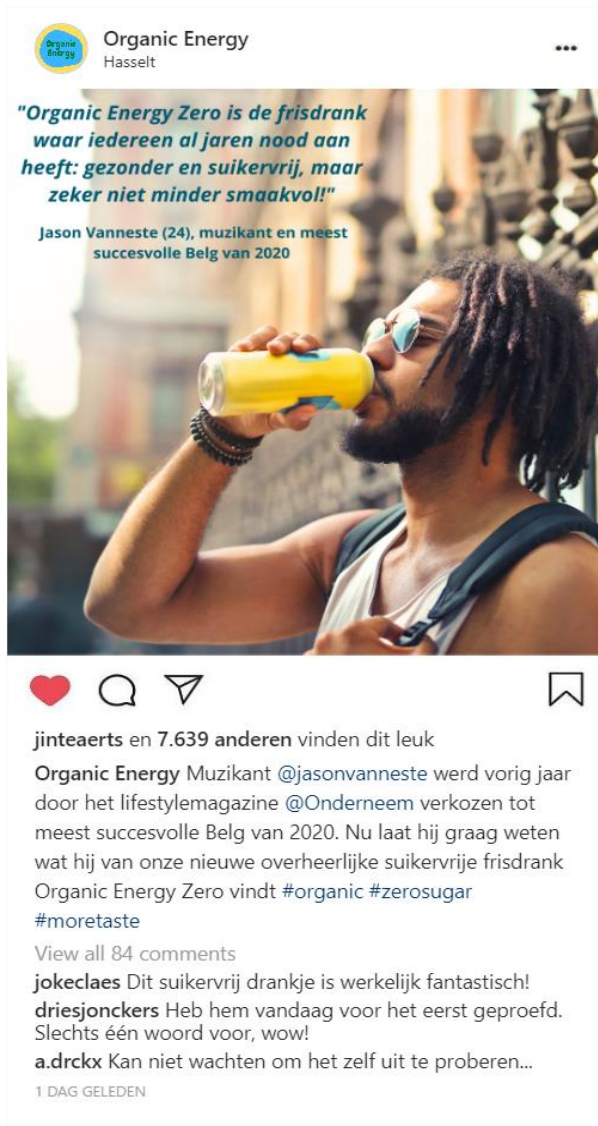 Organic
Energy
Organic Energy
Hasselt
"Organic Energy Zero is de frisdrank
waar iedereen al jaren nood aan
heeft: gezonder en suikervrij, maar
zeker niet minder smaakvol!"
Jason Vanneste (24), muzikant en meest
succesvolle Belg van 2020
jinteaerts en 7.639 anderen vinden dit leuk
Organic Energy Muzikant @jasonvanneste werd vorig jaar
door het lifestylemagazine @Onderneem verkozen tot
meest succesvolle Belg van 2020. Nu laat hij graag weten
wat hij van onze nieuwe overheerlijke suikervrije frisdrank
Organic Energy Zero vindt #organic #zerosugar
#moretaste
View all 84 comments
jokeclaes Dit suikervrij drankje is werkelijk fantastisch!
driesjonckers Heb hem vandaag voor het eerst geproefd.
Slechts één woord voor, wow!
a.drckx Kan niet wachten om het zelf uit te proberen...
1 DAG GELEDEN